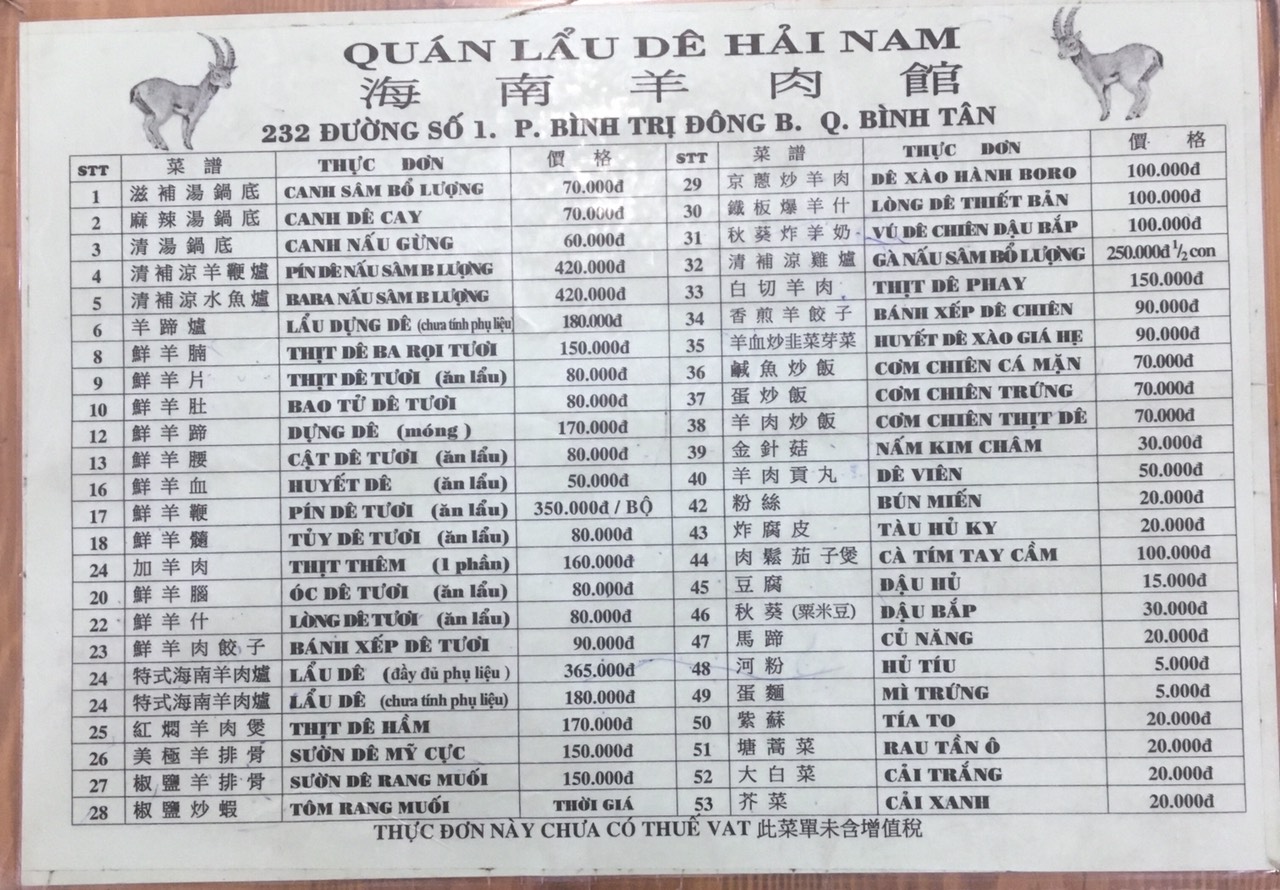 QUÁN LẨU DÊ HẢI NAM
海南羊肉館
232 ĐƯỜNG SỐ 1. P. BÌNH TRỊ ĐÔNG B. Q. BÌNH TÂN
STT 菜譜 THỰC ĐƠN 價格 STT 菜譜 THỰC ĐƠN 價格
1 滋補湯鍋底 CANH SÂM BỔ LƯỢNG 70.000đ 29 京蔥炒羊肉 DÊ XÀO HÀNH BORO 100.000đ
2 麻辣湯鍋底 CANH DÊ CAY 70.000đ 30 鐵板爆羊什 LÒNG DÊ THIẾT BẢN 100.000đ
3 清湯鍋底 CANH NẤU GỪNG 60.000đ 31 秋葵炸羊奶 VÚ DÊ CHIÊN DẬU BẮP 100.000đ
4 清補涼羊鞭爐 PÍN DÊ NẤU SÂM B LƯỢNG 420.000đ 32 清補涼雞爐 GÀ NẤU SÂM BỔ LƯỢNG 250.000đ 1/2 con
5 清補涼水魚爐 BABA NẤU SÂM B LƯỢNG 420.000đ 33 白切羊肉 THỊT DÊ PHAY 150.000đ
6 羊蹄爐 LẨU DỰNG DÊ (chưa tính phụ liệu) 180.000đ 34 香煎羊餃子 BÁNH XẾP DÊ CHIÊN 90.000đ
8 鮮羊腩 THỊT DÊ BA RỌI TƯƠI 150.000đ 35 羊血炒韭菜芽菜 HUYẾT DÊ XÀO GIÁ HẸ 90.000đ
9 鮮羊片 THỊT DÊ TƯƠI (ăn lẩu) 80.000đ 36 鹹魚炒飯 CƠM CHIÊN CÁ MẶN 70.000đ
10 鮮羊肚 BAO TỬ DÊ TƯƠI 80.000đ 37 蛋炒飯 CƠM CHIÊN TRỨNG 70.000đ
12 鮮羊蹄 DỰNG DÊ (móng ) 170.000đ 38 羊肉炒飯 CƠM CHIÊN THỊT DÊ 70.000đ
13 鮮羊腰 CẬT DÊ TƯƠI (ăn lẩu) 80.000đ 39 金針菇 NẤM KIM CHÂM 30.000đ
16 鮮羊血 HUYẾT DÊ (ăn lẩu) 50.000đ 40 羊肉貢丸 DÊ VIÊN 50.000đ
17 鮮羊鞭 PÍN DÊ TƯƠI (ăn lẩu) 350.000đ / BỘ 42 粉絲 BÚN MIẾN 20.000đ
18 鮮羊髓 TỦY DÊ TƯƠI (ăn lẩu) 80.000đ 43 炸腐皮 TÀU HỦ KY 20.000đ
24 加羊肉 THỊT THÊM (1 phần) 160.000đ 44 肉鬆茄子煲 CÀ TÍM TAY CẦM 100.000đ
20 鮮羊腦 ÓC DÊ TƯƠI (ăn lẩu) 80.000đ 45 豆腐 ĐẬU HỦ 15.000đ
22 鮮羊什 LÒNG DÊ TƯƠI (ăn lẩu) 80.000đ 46 秋葵(粟米豆) ĐẬU BẮP 30.000đ
23 鮮羊肉餃子 BÁNH XẾP DÊ TƯƠI 90.000đ 47 馬蹄 CỦ NĂNG 20.000đ
24 特式海南羊肉爐 LẨU DÊ (đầy đủ phụ liệu ) 365.000đ 48 河粉 HỦ TÍU 5.000đ
24 特式海南羊肉爐 LẨU DÊ (chưa tính phụ liệu) 180.000đ 49 蛋麵 MÌ TRỨNG 5.000đ
25 紅燜羊肉煲 THỊT DÊ HẦM 170.000đ 50 紫蘇 TÍA TO 20.000đ
26 美極羊排骨 SƯỜN DÊ MỸ CỰC 150.000đ 51 塘蒿菜 RAU TẦN Ô 20.000đ
27 椒鹽羊排骨 SƯỜN DÊ RANG MUỐI 150.000đ 52 大白菜 CẢI TRẮNG 20.000đ
28 椒鹽炒蝦 TÔM RANG MUỐI THỜI GIÁ 53 芥菜 CẢI XANH 20.000đ
THỰC ĐƠN NÀY CHƯA CÓ THUẾ VAT 此菜單未含增值稅